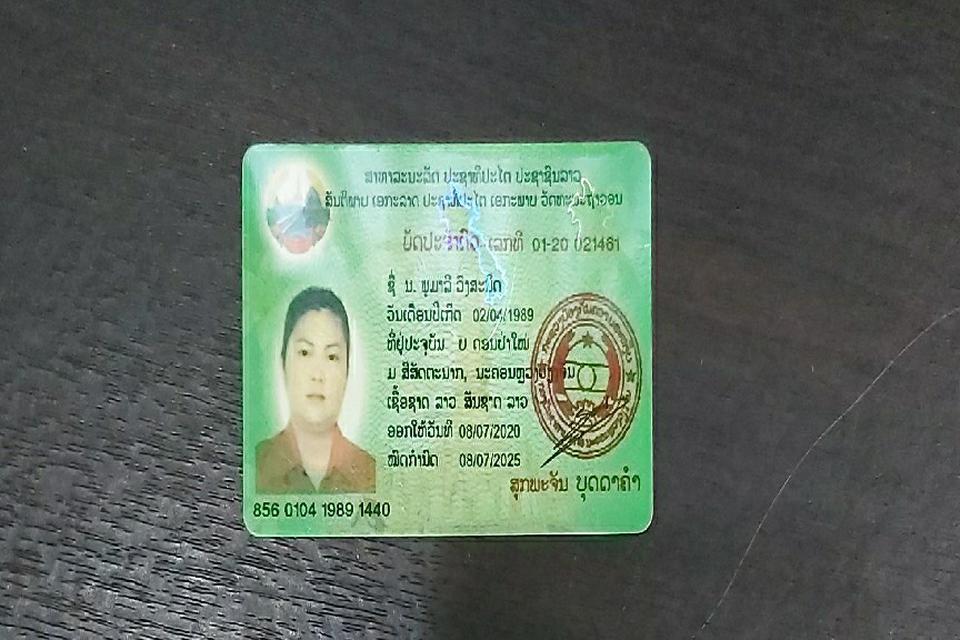 ສາທາລະນະລັດ ປະຊາທິປະໄຕ ປະຊາຊົນລາວ
ສັນຕິພາບ ເອກະລາດ ປະຊາທິປະໄຕ ເອກະພາບ ວັດທະນະຖາວອນ
ບັດປະຈຳຕົວ ເລກທີ 01-20 021461
ຊື່ ນ. ພູມາລີ ວົງສະນິດ
ວັນເດືອນປີເກີດ 02/04/1989
ທີ່ຢູ່ປະຈຸບັນ ບ ດອນປ່າໃໝ່
ມ ສີສັດຕະນາກ, ນະຄອນຫຼວງ
ເຊື້ອຊາດ ລາວ ສັນຊາດ ລາວ
ອອກໃຫ້ວັນທີ 08/07/2020
ໝົດກຳນົດ 08/07/2025
ສຸກພະຈັນ ບຸດດາຄຳ
856 0104 1989 1440